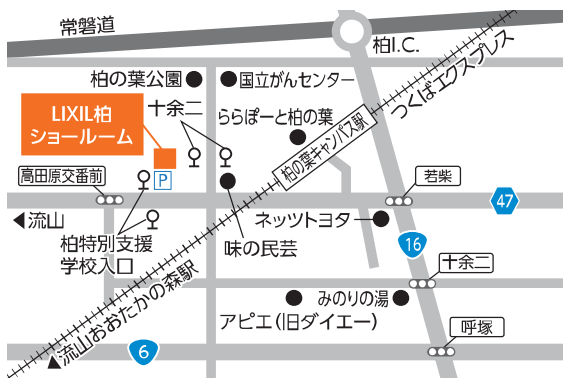 常磐道
柏I.C.
つくばエクスプレス
柏の葉公園
国立がんセンター
十余二
ららぽーと柏の葉
LIXIL柏
ショールーム
柏の葉キャンパス駅
高田原交番前
P
若柴
47
◀流山
柏特別支援
学校入口
味の民芸
ネッツトヨタ
16
十余二
▲流山おおたかの森駅
みのりの湯
アピエ(旧ダイエー)
呼塚
6